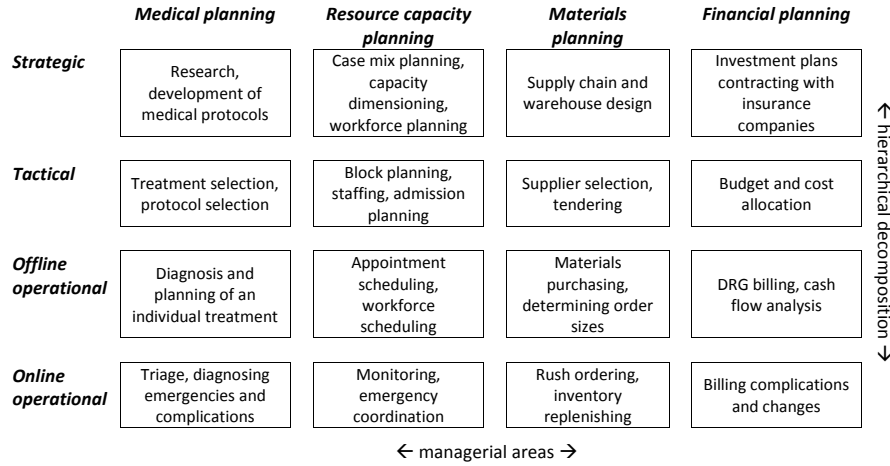 Medical planning
Resource capacity
planning
Materials
planning
Financial planning
Strategic
Research,
development of
medical protocols
Case mix planning,
capacity
dimensioning,
workforce planning
Supply chain and
warehouse design
Investment plans
contracting with
insurance
companies
Tactical
Treatment selection,
protocol selection
Block planning,
staffing, admission
planning
Supplier selection,
tendering
Budget and cost
allocation
Offline
operational
Diagnosis and
planning of an
individual treatment
Appointment
scheduling,
workforce
scheduling
Materials
purchasing,
determining order
sizes
DRG billing, cash
flow analysis
Online
operational
Triage, diagnosing
emergencies and
complications
Monitoring,
emergency
coordination
Rush ordering,
inventory
replenishing
Billing complications
and changes
← hierarchical decomposition →
← managerial areas →